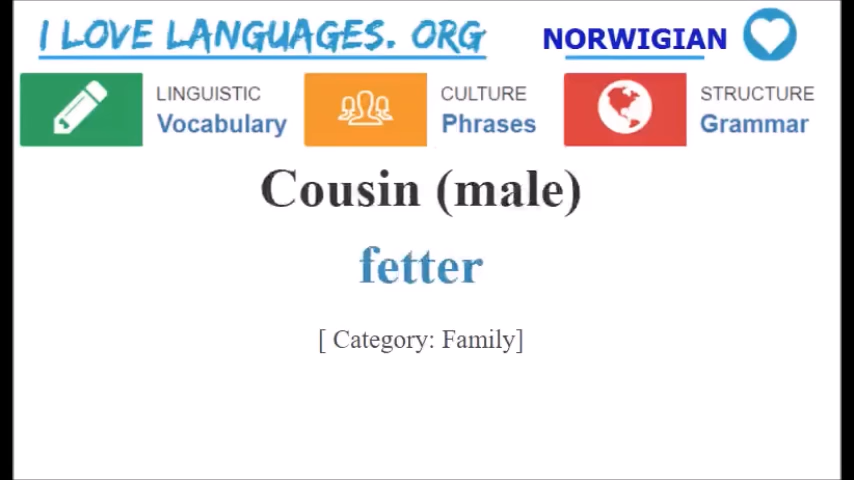 I LOVE LANGUAGES. ORG
NORWIGIAN
LINGUISTIC
Vocabulary
CULTURE
Phrases
STRUCTURE
Grammar
Cousin (male)
fetter
[ Category: Family]